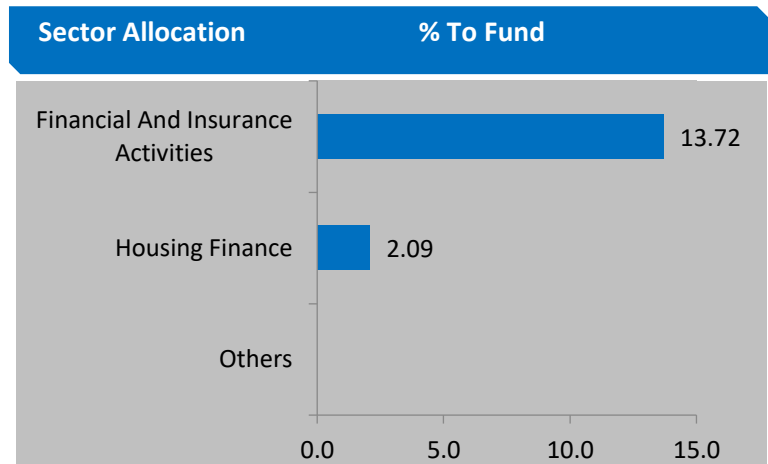 Sector Allocation % To Fund
Financial And Insurance
Activities
13.72
Housing Finance
2.09
Others
0.0 5.0 10.0 15.0